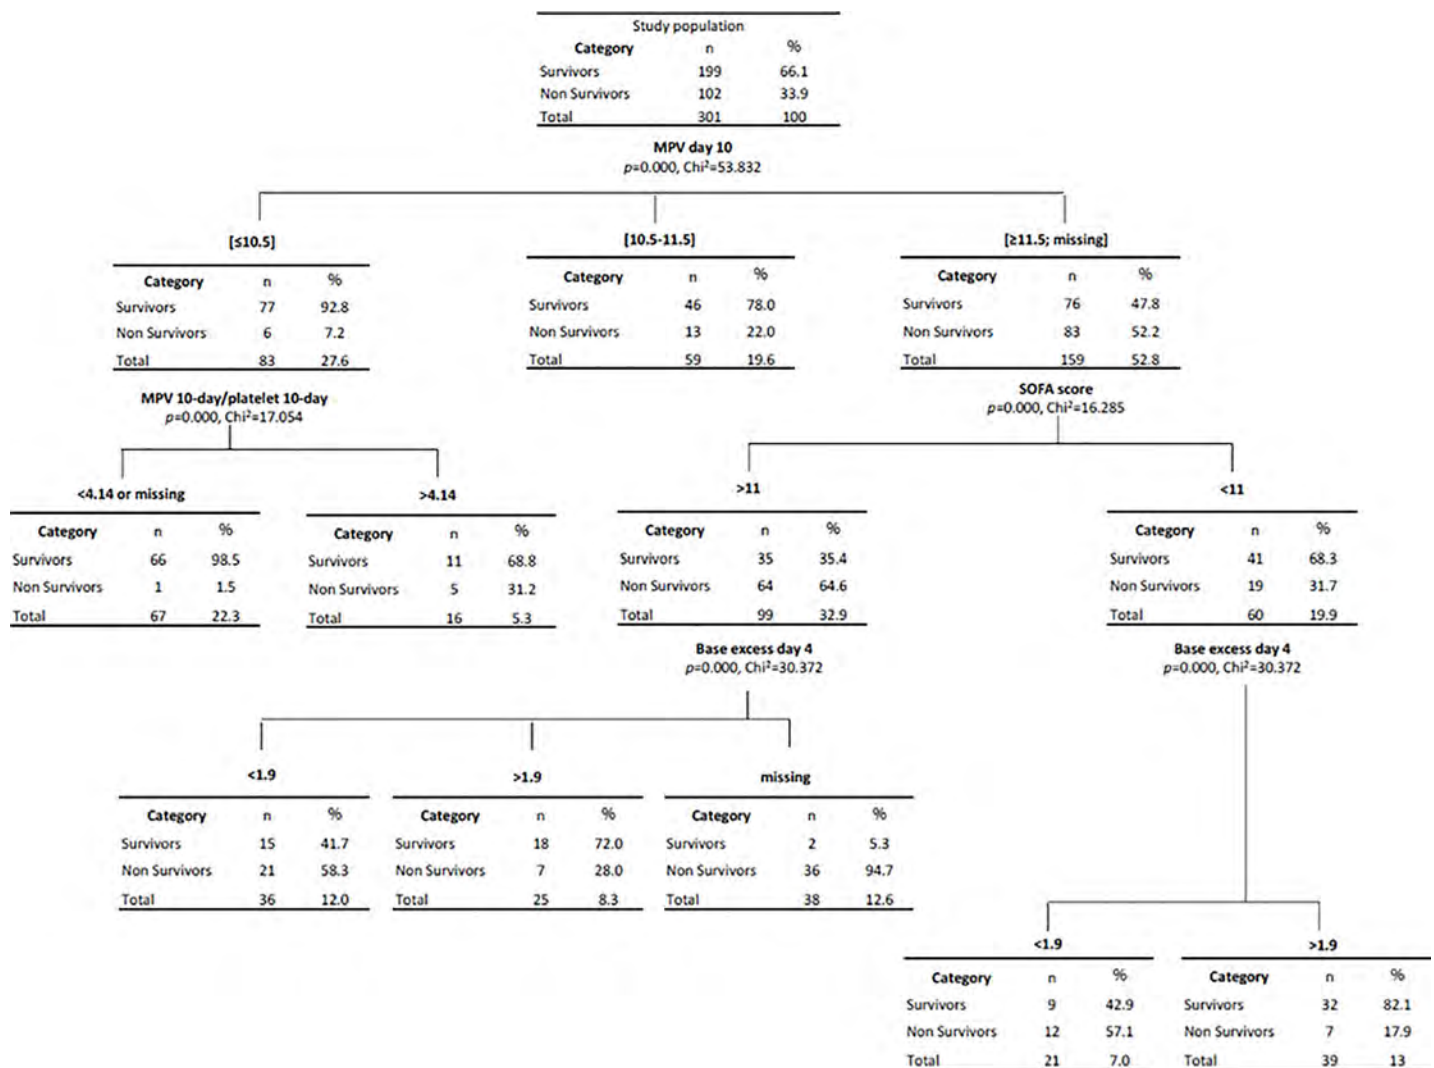 Study population
Category n %
Survivors 199 66.1
Non Survivors 102 33.9
Total 301 100
MPV day 10
p=0.000, Chi²=53.832
[≤10.5]
Category n %
Survivors 77 92.8
Non Survivors 6 7.2
Total 83 27.6
[10.5-11.5]
Category n %
Survivors 46 78.0
Non Survivors 13 22.0
Total 59 19.6
[≥11.5; missing]
Category n %
Survivors 76 47.8
Non Survivors 83 52.2
Total 159 52.8
MPV 10-day/platelet 10-day
p=0.000, Chi²=17.054
SOFA score
p=0.000, Chi²=16.285
<4.14 or missing
Category n %
Survivors 66 98.5
Non Survivors 1 1.5
Total 67 22.3
>4.14
Category n %
Survivors 11 68.8
Non Survivors 5 31.2
Total 16 5.3
>11
Category n %
Survivors 35 35.4
Non Survivors 64 64.6
Total 99 32.9
<11
Category n %
Survivors 41 68.3
Non Survivors 19 31.7
Total 60 19.9
Base excess day 4
p=0.000, Chi²=30.372
Base excess day 4
p=0.000, Chi²=30.372
<1.9
Category n %
Survivors 15 41.7
Non Survivors 21 58.3
Total 36 12.0
>1.9
Category n %
Survivors 18 72.0
Non Survivors 7 28.0
Total 25 8.3
missing
Category n %
Survivors 2 5.3
Non Survivors 36 94.7
Total 38 12.6
<1.9
Category n %
Survivors 9 42.9
Non Survivors 12 57.1
Total 21 7.0
>1.9
Category n %
Survivors 32 82.1
Non Survivors 7 17.9
Total 39 13